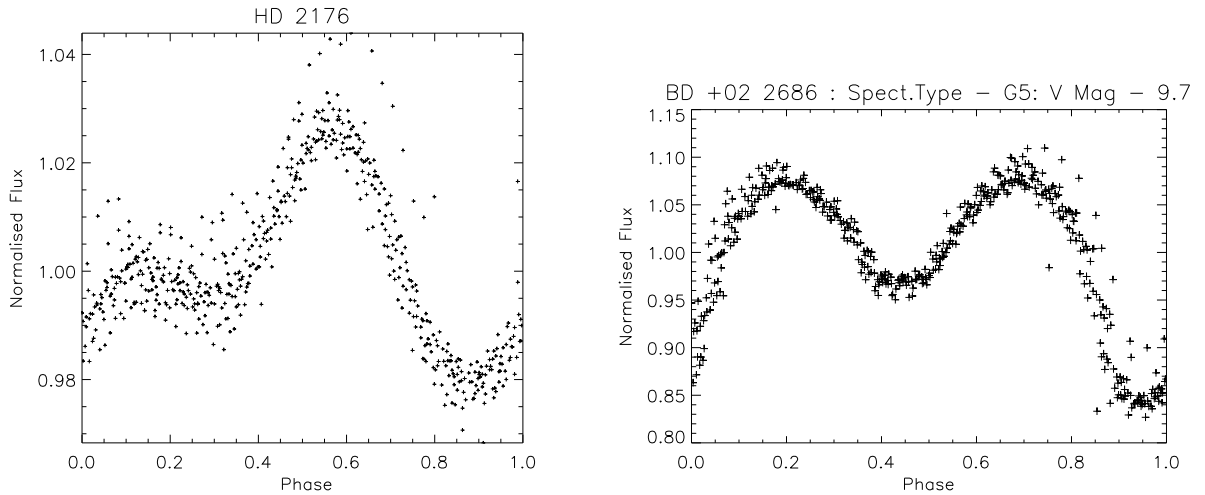 HD 2176
1.04
1.02
1.00
0.98
Normalised Flux
0.0 0.2 0.4 0.6 0.8 1.0
Phase
BD +02 2686 : Spect.Type − G5: V Mag − 9.7
1.15
1.10
1.05
1.00
0.95
0.90
0.85
0.80
Normalised Flux
0.0 0.2 0.4 0.6 0.8 1.0
Phase